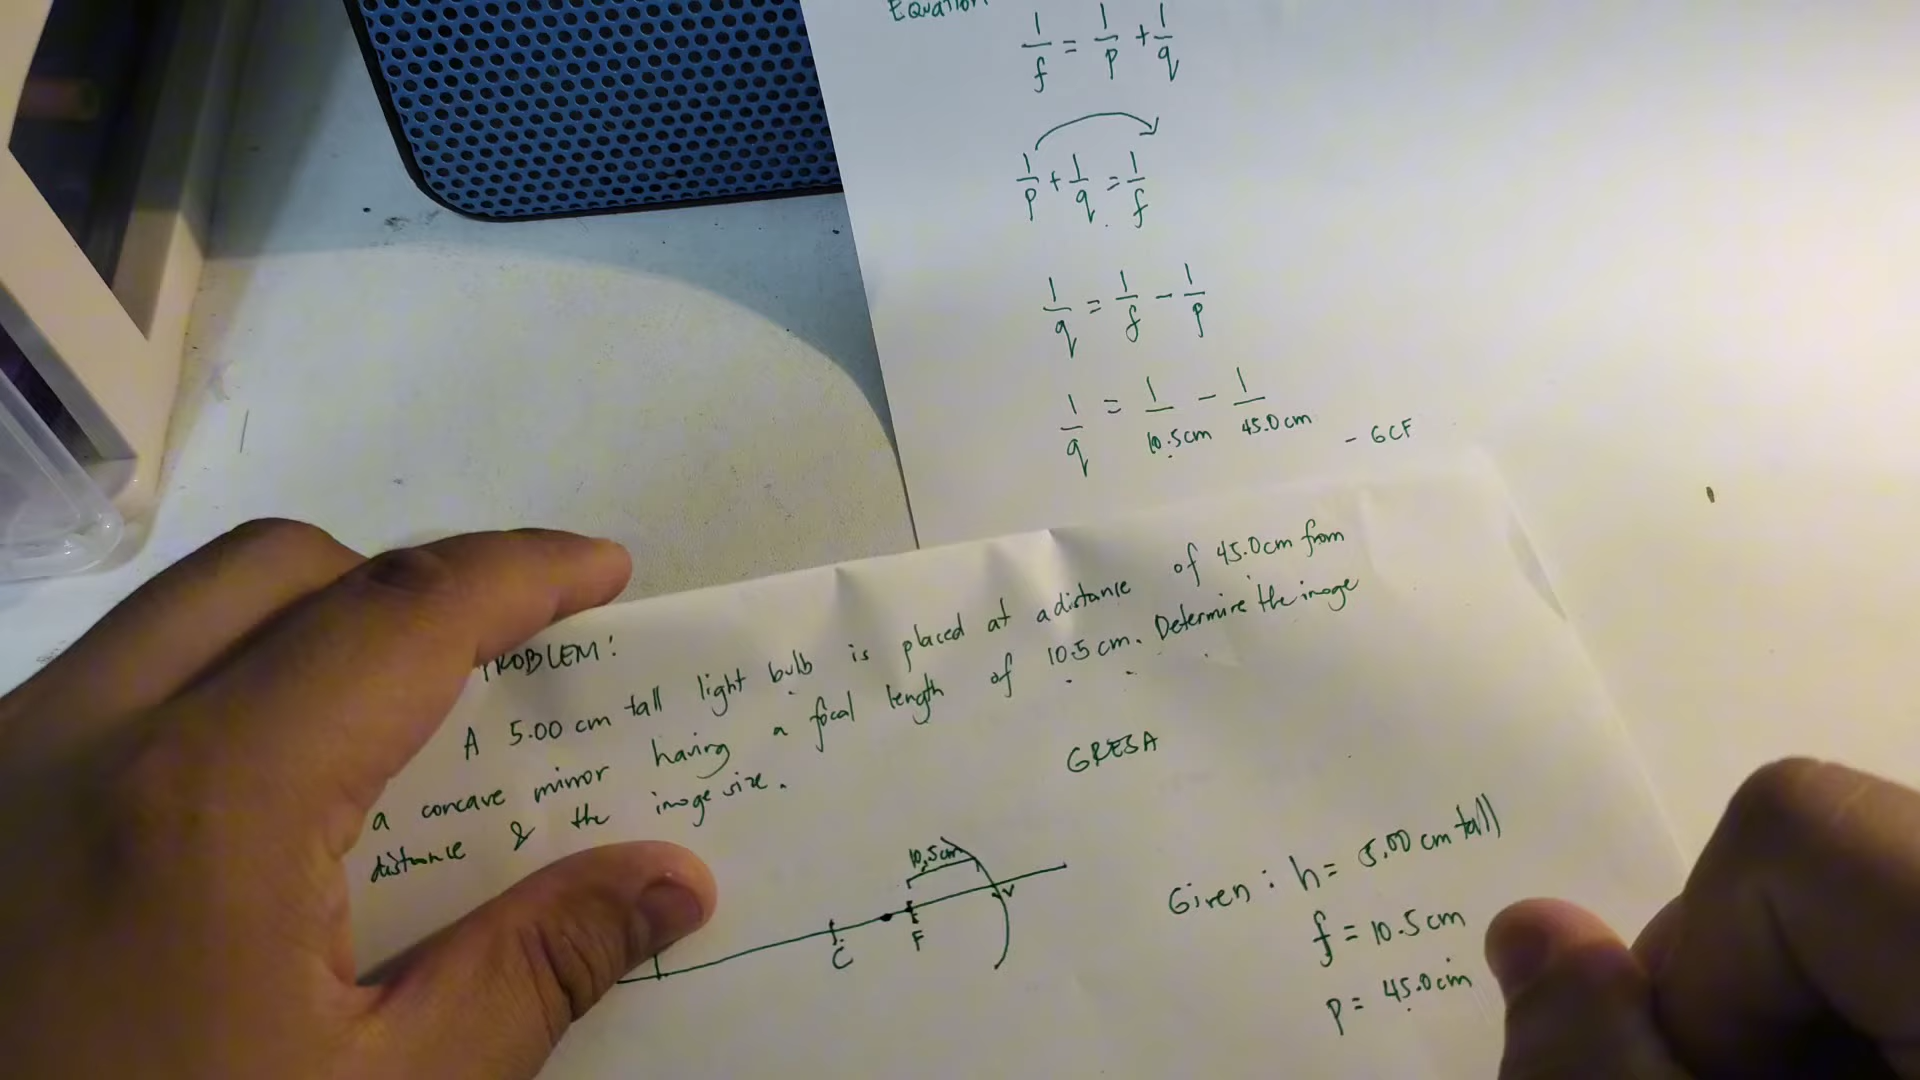 Equation
1/f = 1/p + 1/q
1/p + 1/q = 1/f
1/q = 1/f - 1/p
1/q = 1/10.5cm - 1/45.0cm
- GCF
PROBLEM:
A 5.00 cm tall light bulb is placed at a distance of 45.0cm from
a concave mirror having a focal length of 10.5 cm. Determine the image
distance & the image size.
GRESA
10.5cm
C
F
V
Given: h = 5.00 cm tall
f = 10.5 cm
p = 45.0cm